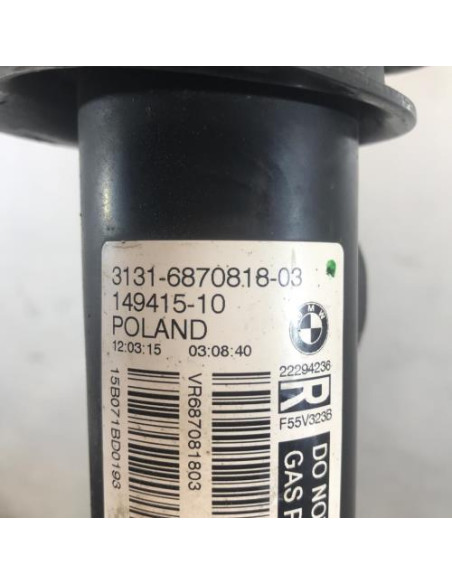 3131-6870818-03
149415-10
POLAND
12:03:15 03:08:40
BMW
22294236
R
F55V323B
15B071BD0193
VR687081803
DO NO
GAS P